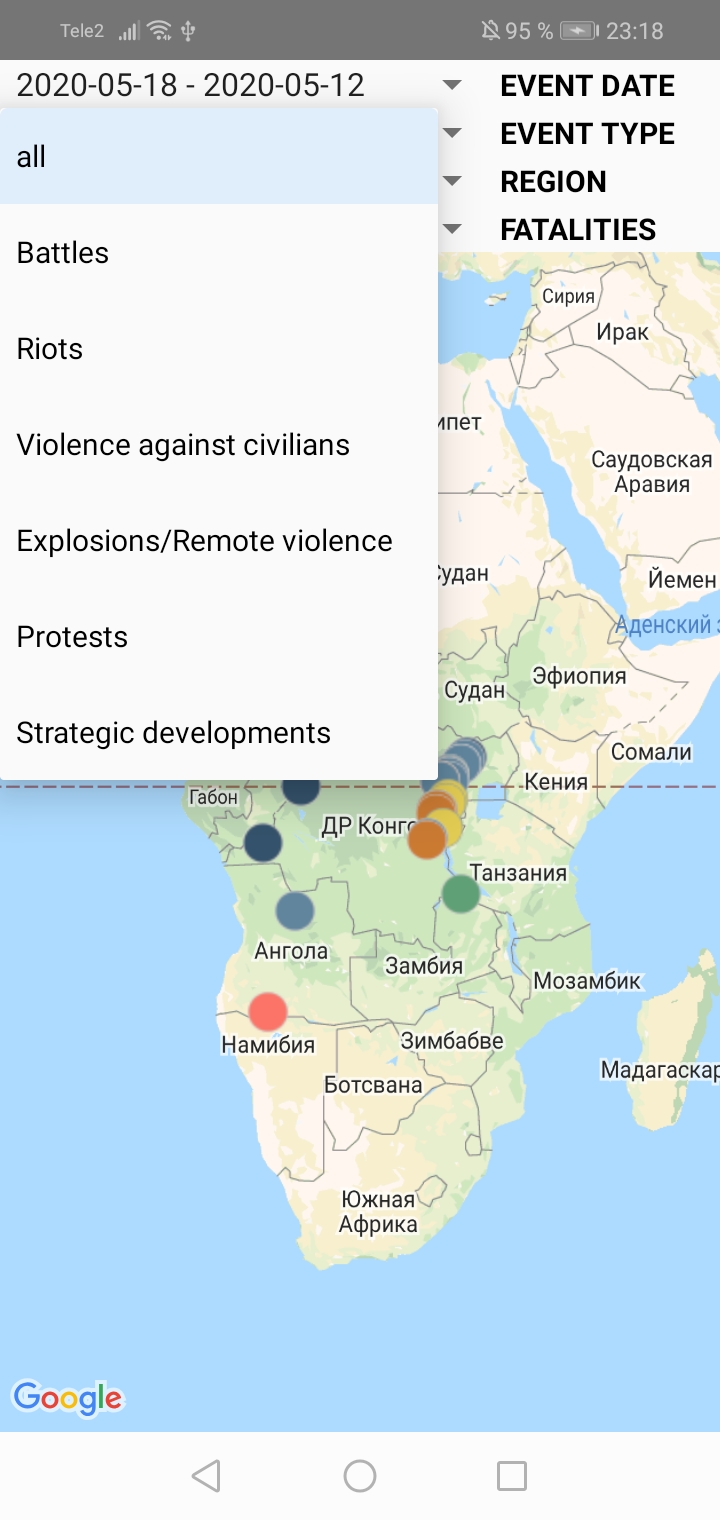 Tele2
95 %
23:18
2020-05-18 - 2020-05-12
EVENT DATE
EVENT TYPE
REGION
FATALITIES
all
Battles
Riots
Violence against civilians
Explosions/Remote violence
Protests
Strategic developments
Сирия
Ирак
ипет
Саудовская
Аравия
Судан
Йемен
Аденский з
Судан
Эфиопия
Сомали
Габон
Кения
ДР Конго
Танзания
Ангола
Замбия
Мозамбик
Намибия
Зимбабве
Мадагаскар
Ботсвана
Южная
Африка
Google